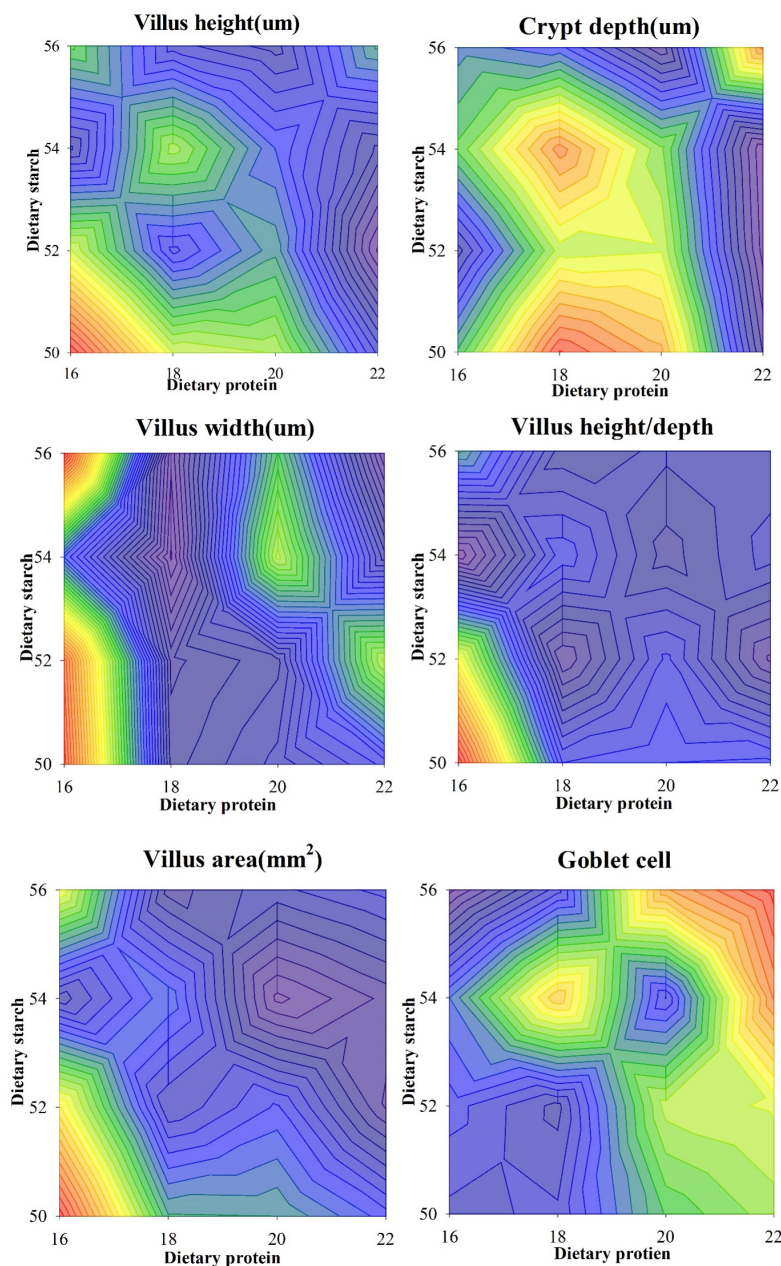 Villus height(um)
56
54
52
50
Dietary starch
16 18 20 22
Dietary protein
Crypt depth(um)
56
54
52
50
Dietary starch
16 18 20 22
Dietary protein
Villus width(um)
56
54
52
50
Dietary starch
16 18 20 22
Dietary protein
Villus height/depth
56
54
52
50
Dietary starch
16 18 20 22
Dietary protein
Villus area(mm²)
56
54
52
50
Dietary starch
16 18 20 22
Dietary protein
Goblet cell
56
54
52
50
Dietary starch
16 18 20 22
Dietary protien